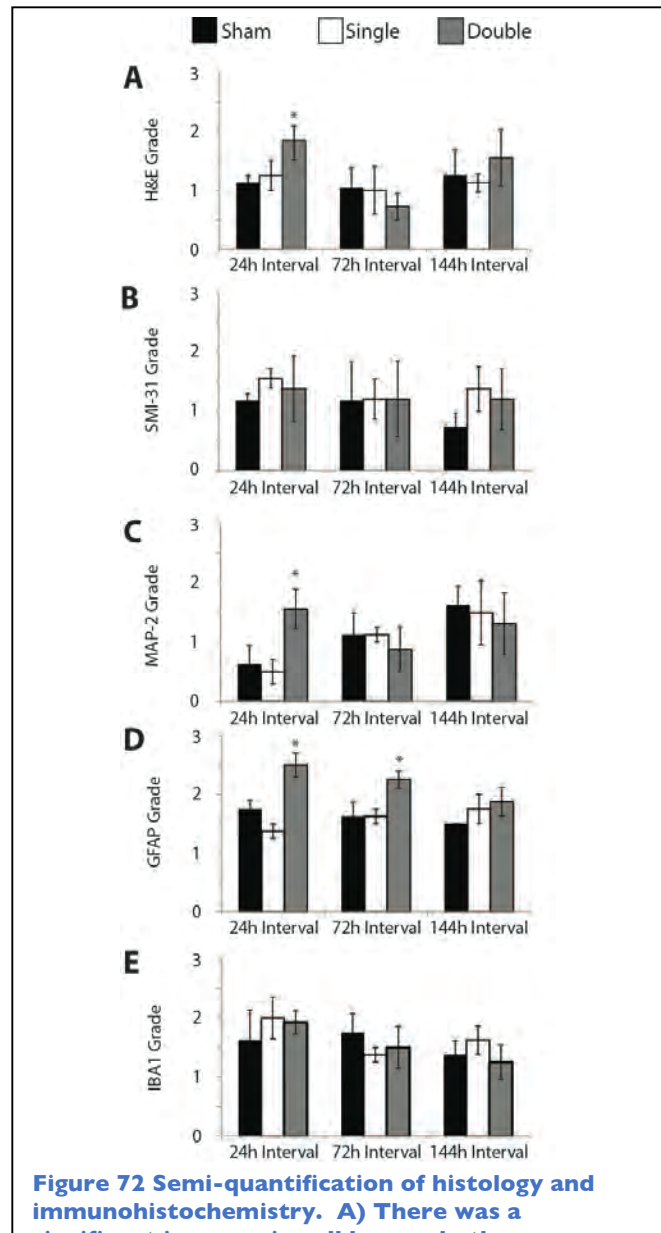 Sham Single Double
A
3
*
2
H&E Grade
1
0
24h Interval 72h Interval 144h Interval
B
3
2
SMI-31 Grade
1
0
24h Interval 72h Interval 144h Interval
C
3
*
2
MAP-2 Grade
1
0
24h Interval 72h Interval 144h Interval
D
3
* *
2
GFAP Grade
1
0
24h Interval 72h Interval 144h Interval
E
3
2
IBA1 Grade
1
0
24h Interval 72h Interval 144h Interval
Figure 72 Semi-quantification of histology and
immunohistochemistry. A) There was a